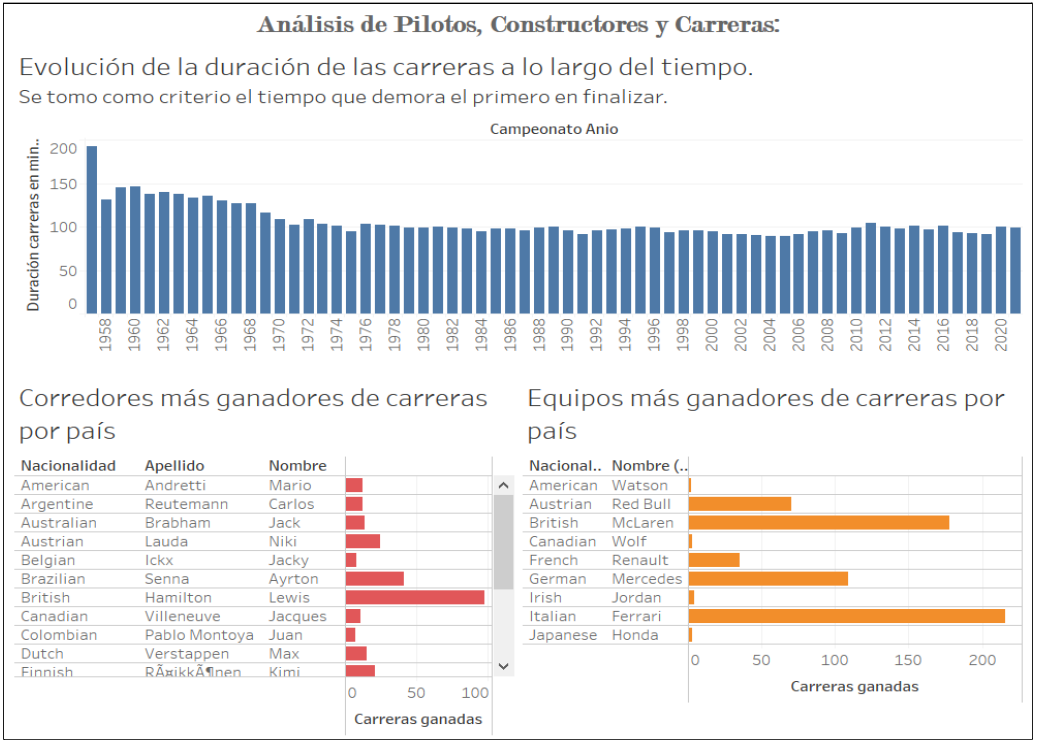 Análisis de Pilotos, Constructores y Carreras:
Evolución de la duración de las carreras a lo largo del tiempo.
Se tomo como criterio el tiempo que demora el primero en finalizar.
Campeonato Anio
Duración carreras en min..
200
150
100
50
0
1958 1960 1962 1964 1966 1968 1970 1972 1974 1976 1978 1980 1982 1984 1986 1988 1990 1992 1994 1996 1998 2000 2002 2004 2006 2008 2010 2012 2014 2016 2018 2020
Corredores más ganadores de carreras
por país
Nacionalidad Apellido Nombre
American Andretti Mario
Argentine Reutemann Carlos
Australian Brabham Jack
Austrian Lauda Niki
Belgian Ickx Jacky
Brazilian Senna Ayrton
British Hamilton Lewis
Canadian Villeneuve Jacques
Colombian Pablo Montoya Juan
Dutch Verstappen Max
Finnish RÃ¤ikkÃ¶nen Kimi
0 50 100
Carreras ganadas
Equipos más ganadores de carreras por
país
Nacional.. Nombre (..
American Watson
Austrian Red Bull
British McLaren
Canadian Wolf
French Renault
German Mercedes
Irish Jordan
Italian Ferrari
Japanese Honda
0 50 100 150 200
Carreras ganadas